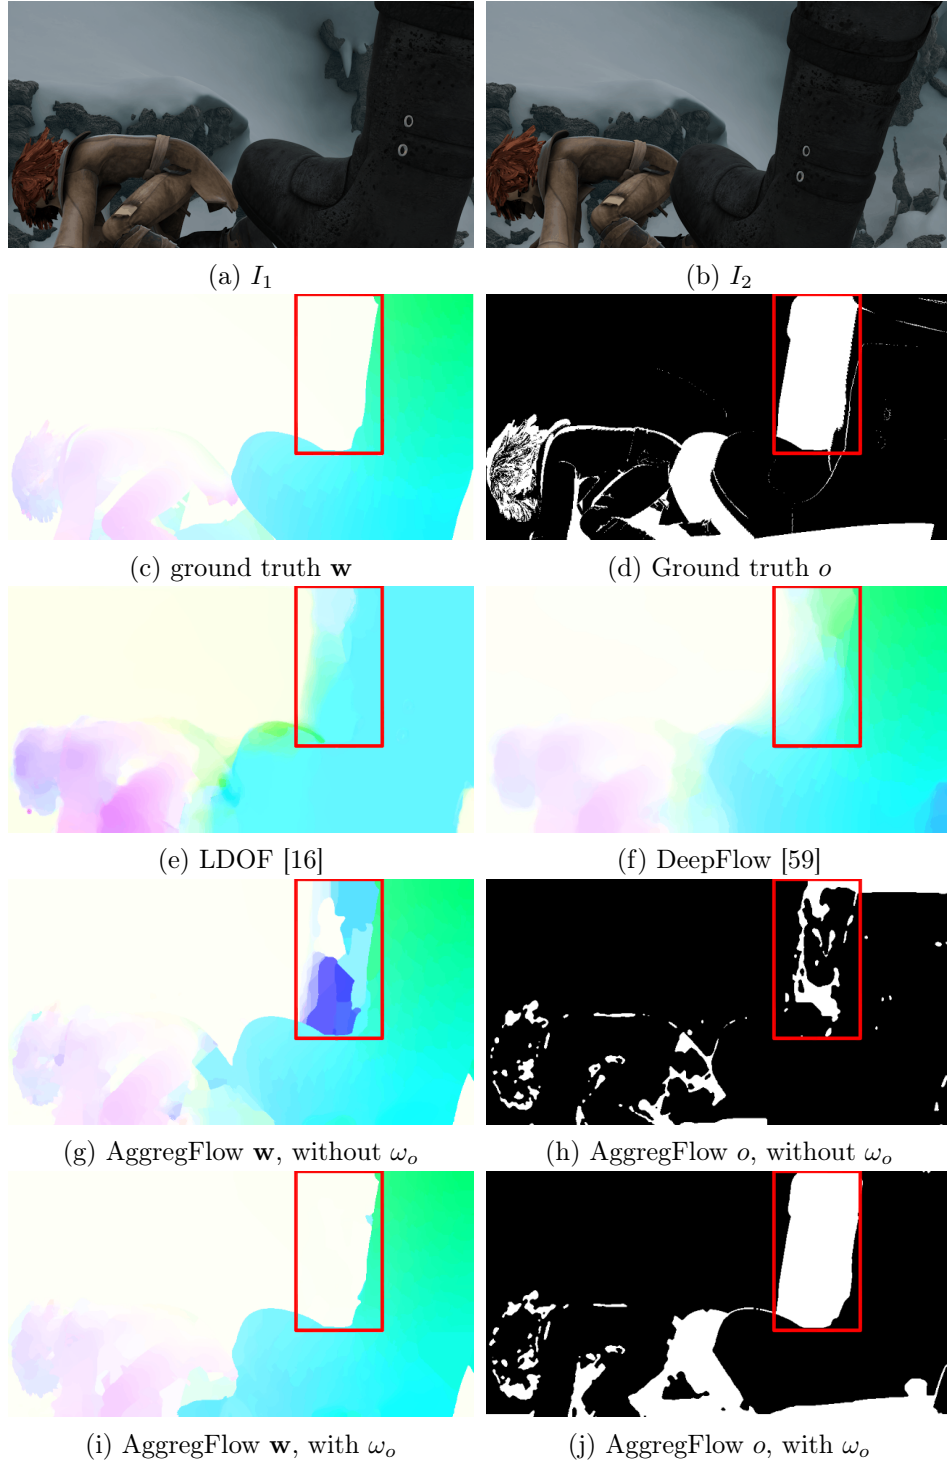 (a) I₁
(b) I₂
(c) ground truth w
(d) Ground truth o
(e) LDOF [16]
(f) DeepFlow [59]
(g) AggregFlow w, without ωₒ
(h) AggregFlow o, without ωₒ
(i) AggregFlow w, with ωₒ
(j) AggregFlow o, with ωₒ